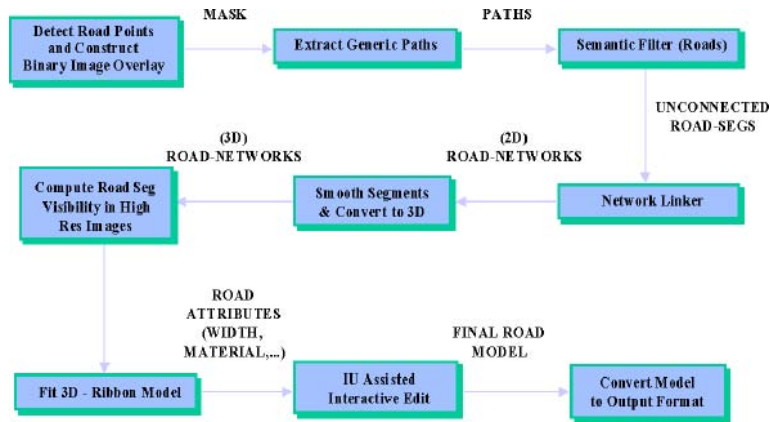 MASK
PATHS
Detect Road Points
and Construct
Binary Image Overlay
Extract Generic Paths
Semantic Filter (Roads)
UNCONNECTED
ROAD-SEGS
(3D)
ROAD-NETWORKS
(2D)
ROAD-NETWORKS
Compute Road Seg
Visibility in High
Res Images
Smooth Segments
& Convert to 3D
Network Linker
ROAD
ATTRIBUTES
(WIDTH,
MATERIAL,...)
FINAL ROAD
MODEL
Fit 3D - Ribbon Model
IU Assisted
Interactive Edit
Convert Model
to Output Format